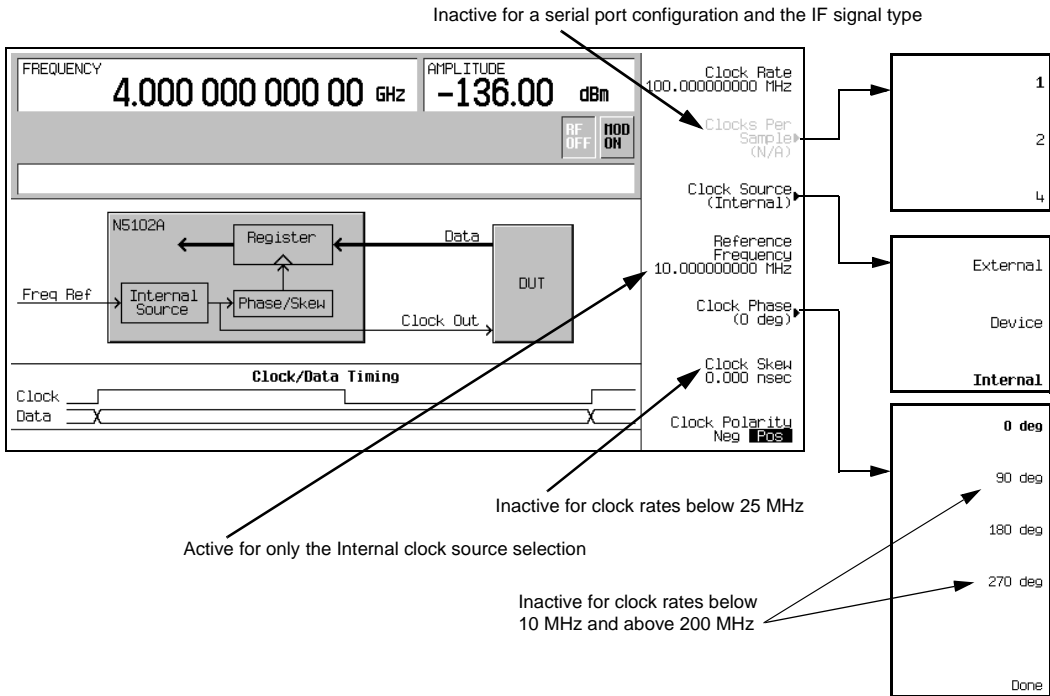 Inactive for a serial port configuration and the IF signal type
FREQUENCY
4.000 000 000 00 GHz
AMPLITUDE
-136.00 dBm
RF
OFF
MOD
ON
Clock Rate
100.000000000 MHz
Clocks Per
Sample
(N/A)
Clock Source
(Internal)
Reference
Frequency
10.000000000 MHz
Clock Phase
(0 deg)
Clock Skew
0.000 nsec
Clock Polarity
Neg Pos
N5102A
Register
Data
DUT
Freq Ref
Internal
Source
Phase/Skew
Clock Out
Clock/Data Timing
Clock
Data
1
2
4
External
Device
Internal
0 deg
90 deg
180 deg
270 deg
Done
Inactive for clock rates below 25 MHz
Active for only the Internal clock source selection
Inactive for clock rates below
10 MHz and above 200 MHz